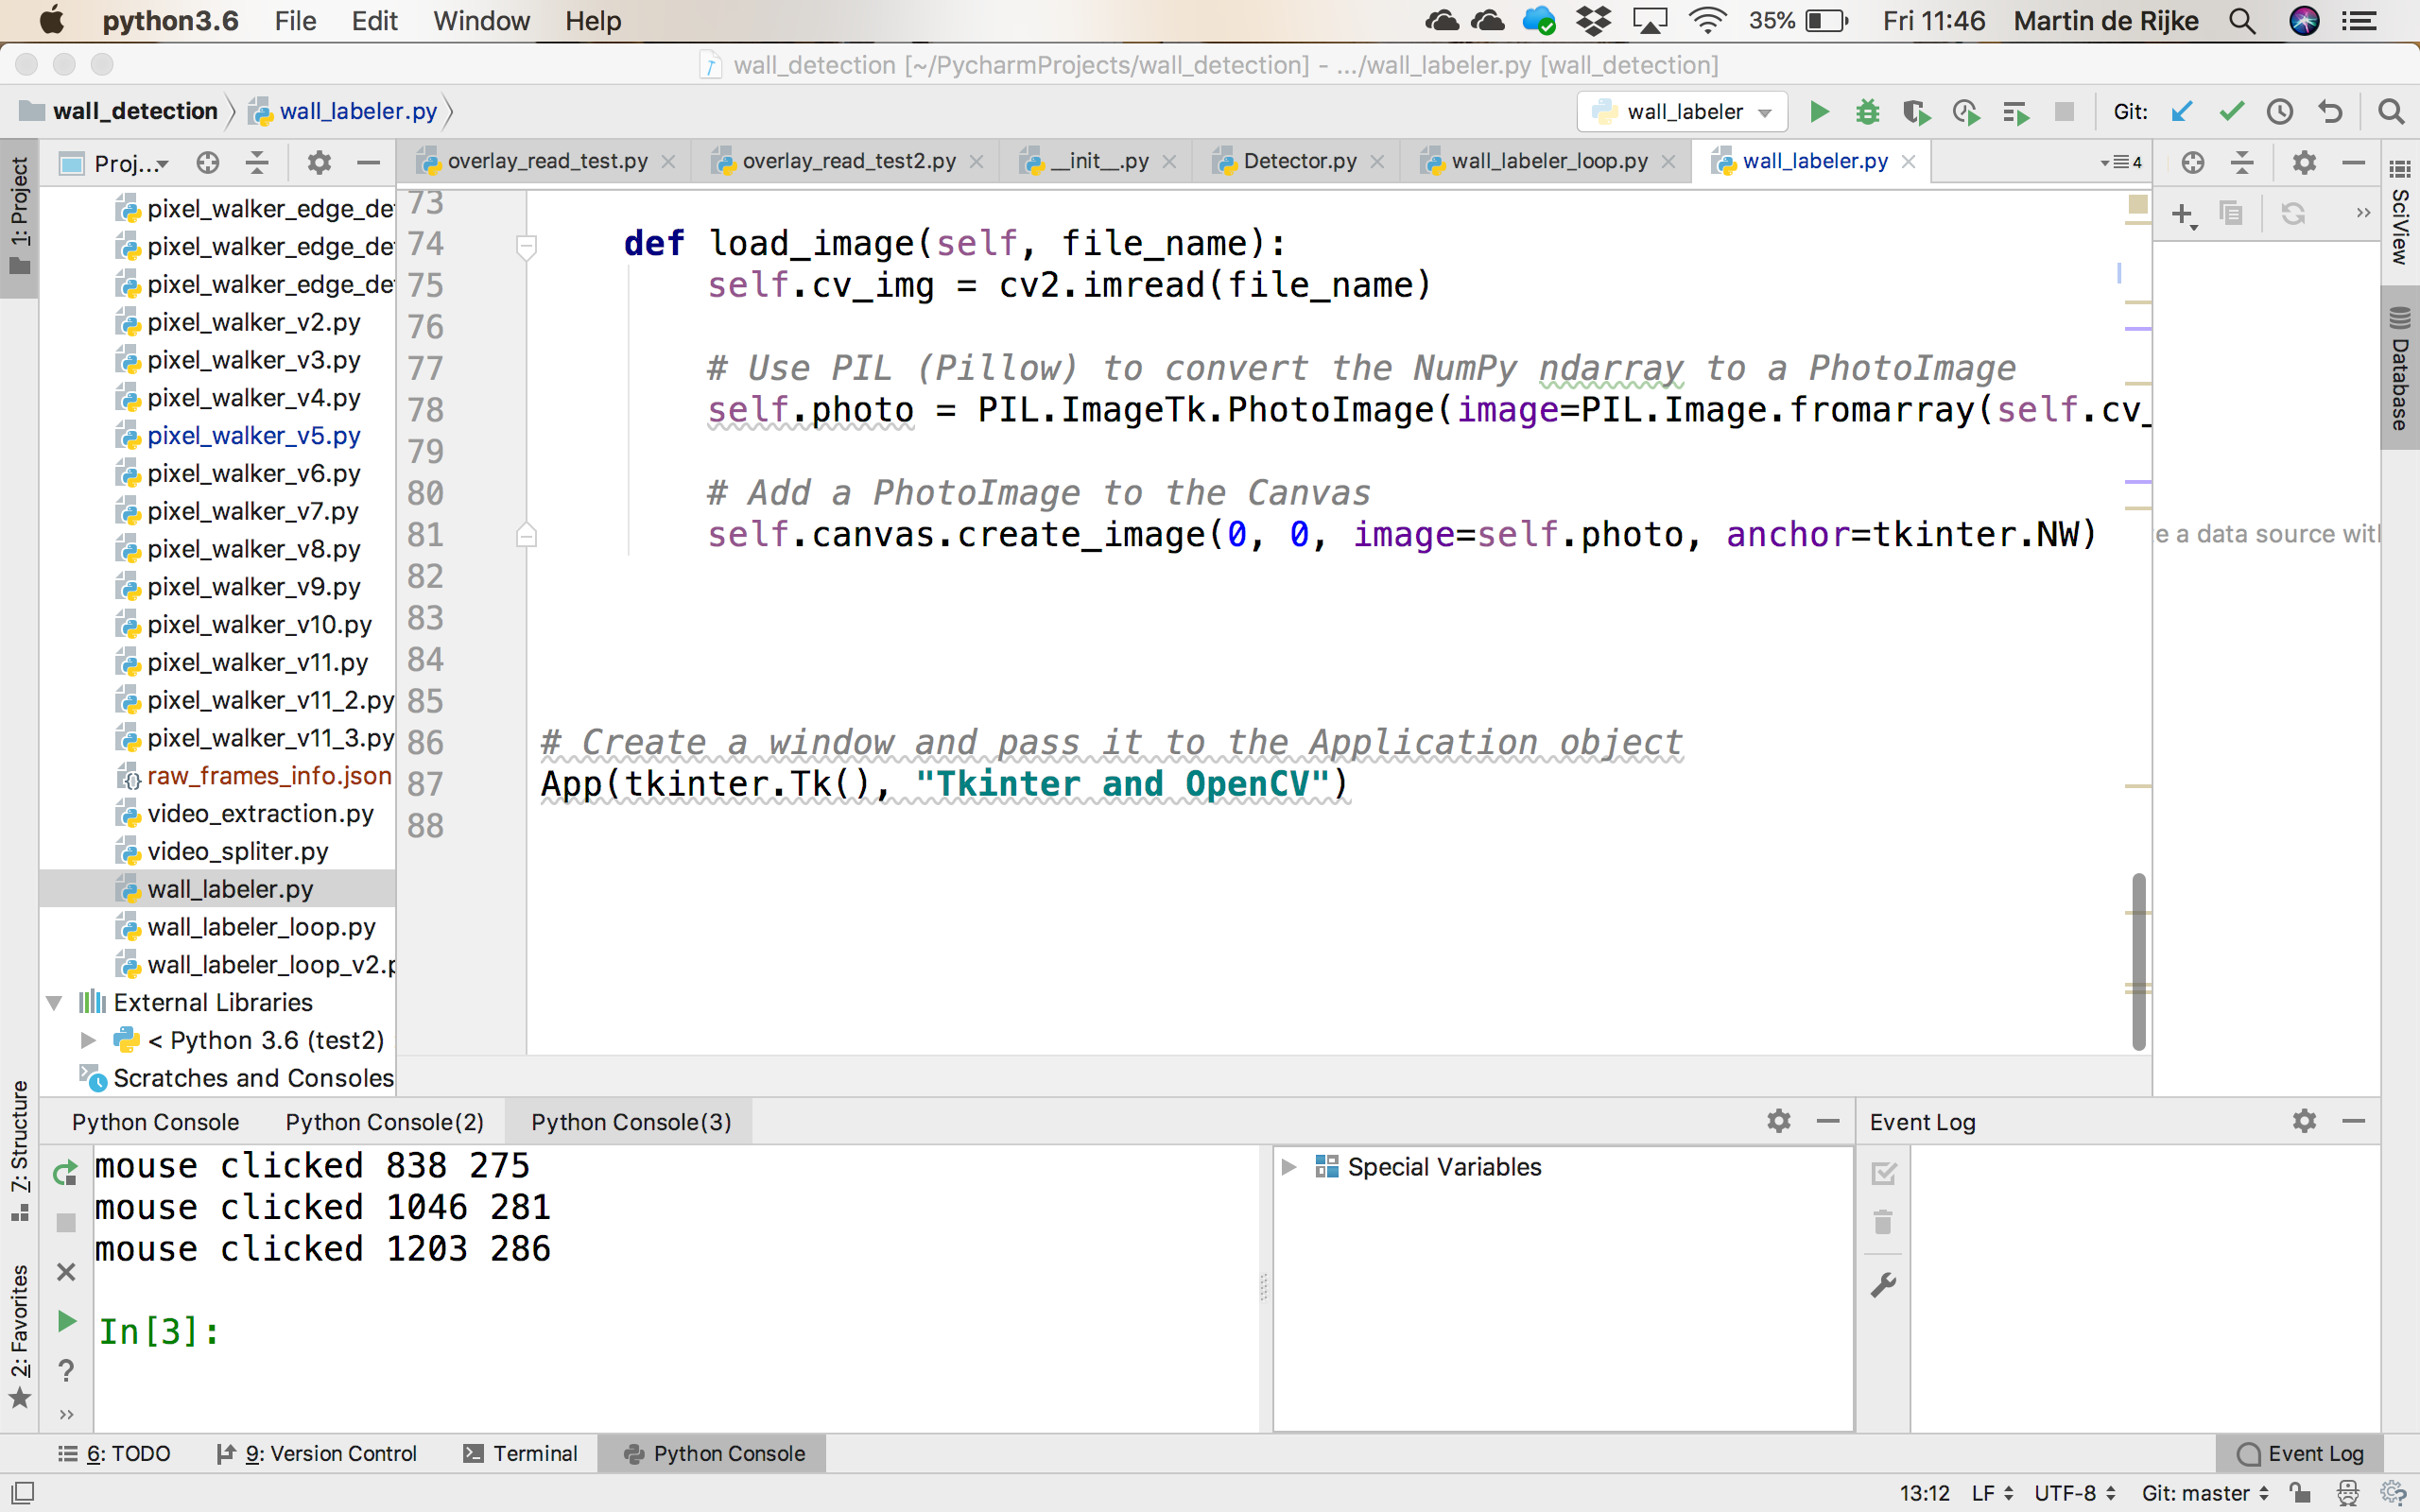 python3.6 File Edit Window Help 35% Fri 11:46 Martin de Rijke
wall_detection [~/PycharmProjects/wall_detection] - .../wall_labeler.py [wall_detection]
wall_detection wall_labeler.py wall_labeler Git:
1: Project
Proj...
overlay_read_test.py overlay_read_test2.py __init__.py Detector.py wall_labeler_loop.py wall_labeler.py 4
pixel_walker_edge_de
pixel_walker_edge_de
pixel_walker_edge_de
pixel_walker_v2.py
pixel_walker_v3.py
pixel_walker_v4.py
pixel_walker_v5.py
pixel_walker_v6.py
pixel_walker_v7.py
pixel_walker_v8.py
pixel_walker_v9.py
pixel_walker_v10.py
pixel_walker_v11.py
pixel_walker_v11_2.py
pixel_walker_v11_3.py
raw_frames_info.json
video_extraction.py
video_spliter.py
wall_labeler.py
wall_labeler_loop.py
wall_labeler_loop_v2.p
External Libraries
< Python 3.6 (test2)
Scratches and Consoles
73
74 def load_image(self, file_name):
75 self.cv_img = cv2.imread(file_name)
76
77 # Use PIL (Pillow) to convert the NumPy ndarray to a PhotoImage
78 self.photo = PIL.ImageTk.PhotoImage(image=PIL.Image.fromarray(self.cv_
79
80 # Add a PhotoImage to the Canvas
81 self.canvas.create_image(0, 0, image=self.photo, anchor=tkinter.NW)
82
83
84
85
86 # Create a window and pass it to the Application object
87 App(tkinter.Tk(), "Tkinter and OpenCV")
88
e a data source with
SciView
Database
7: Structure
2: Favorites
Python Console Python Console(2) Python Console(3)
mouse clicked 838 275
mouse clicked 1046 281
mouse clicked 1203 286
In[3]:
Special Variables
Event Log
6: TODO 9: Version Control Terminal Python Console Event Log
13:12 LF UTF-8 Git: master